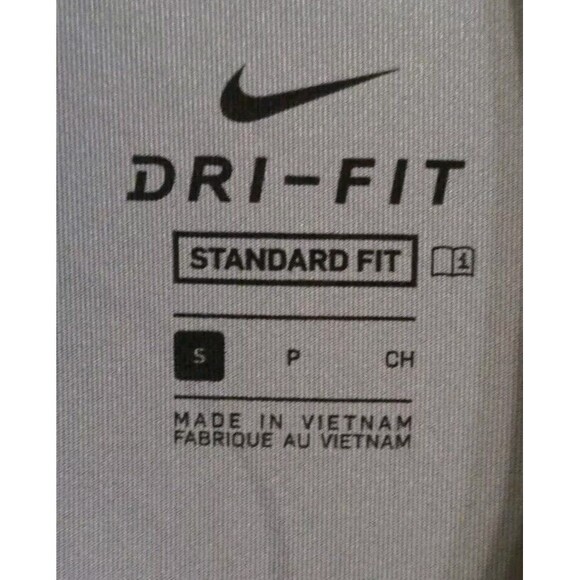 DRI-FIT
STANDARD FIT i
S P CH
MADE IN VIETNAM
FABRIQUE AU VIETNAM